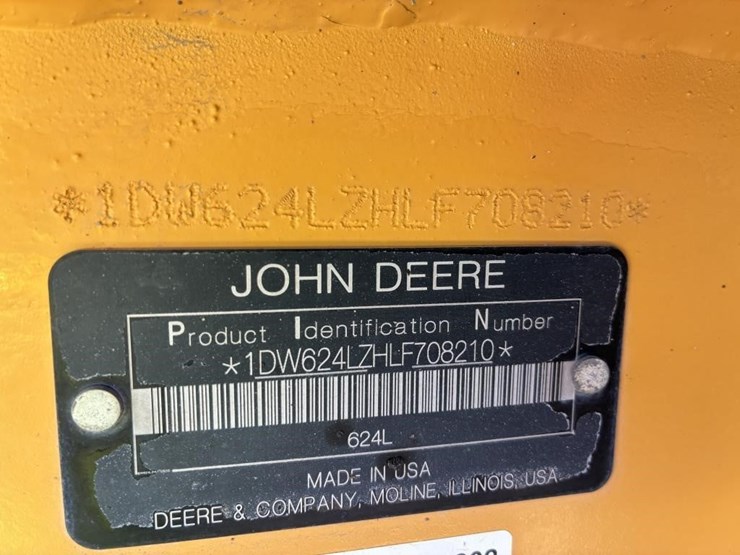 *1DW624LZHLF708210*
JOHN DEERE
Product Identification Number
*1DW624LZHLF708210*
624L
MADE IN USA
DEERE & COMPANY, MOLINE, ILLINOIS, USA